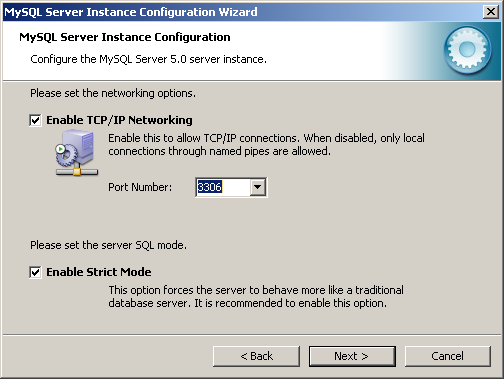 MySQL Server Instance Configuration Wizard
MySQL Server Instance Configuration
Configure the MySQL Server 5.0 server instance.
Please set the networking options.
Enable TCP/IP Networking
Enable this to allow TCP/IP connections. When disabled, only local
connections through named pipes are allowed.
Port Number: 3306
Please set the server SQL mode.
Enable Strict Mode
This option forces the server to behave more like a traditional
database server. It is recommended to enable this option.
< Back Next > Cancel